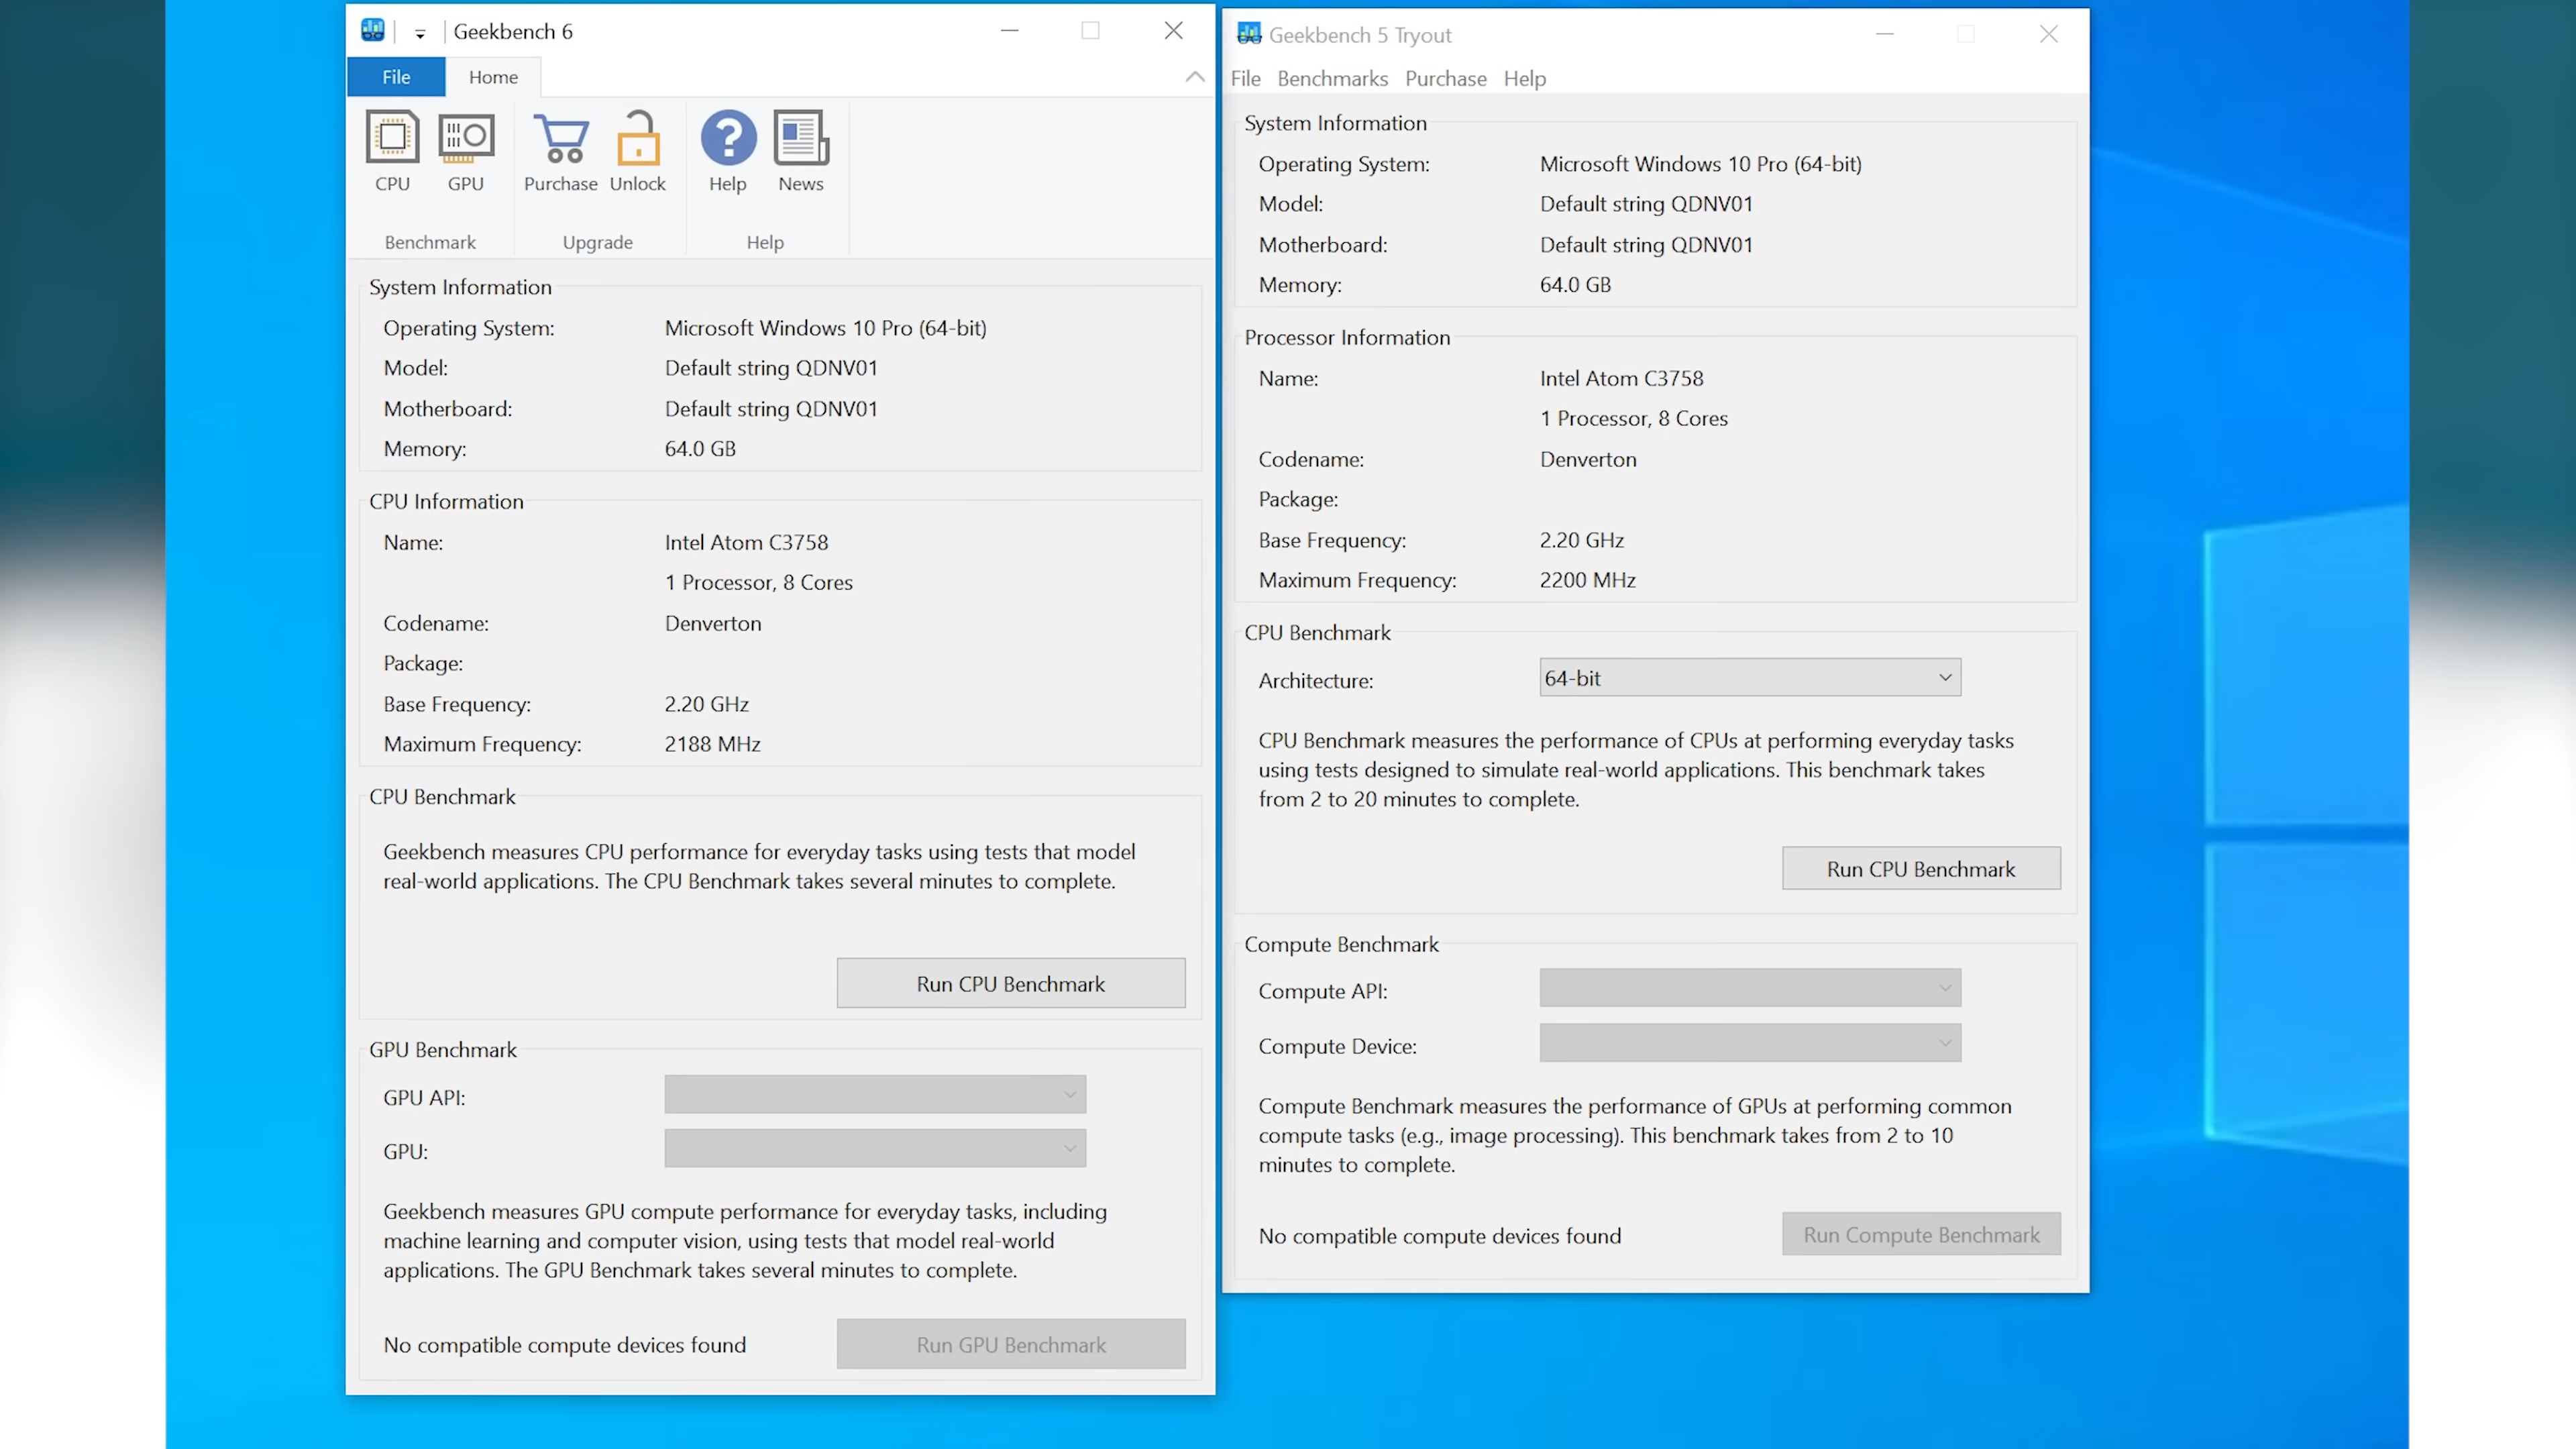 Geekbench 6
File Home
CPU GPU Purchase Unlock Help News
Benchmark Upgrade Help
System Information
Operating System: Microsoft Windows 10 Pro (64-bit)
Model: Default string QDNV01
Motherboard: Default string QDNV01
Memory: 64.0 GB
CPU Information
Name: Intel Atom C3758
1 Processor, 8 Cores
Codename: Denverton
Package:
Base Frequency: 2.20 GHz
Maximum Frequency: 2188 MHz
CPU Benchmark
Geekbench measures CPU performance for everyday tasks using tests that model
real-world applications. The CPU Benchmark takes several minutes to complete.
Run CPU Benchmark
GPU Benchmark
GPU API:
GPU:
Geekbench measures GPU compute performance for everyday tasks, including
machine learning and computer vision, using tests that model real-world
applications. The GPU Benchmark takes several minutes to complete.
No compatible compute devices found Run GPU Benchmark
Geekbench 5 Tryout
File Benchmarks Purchase Help
System Information
Operating System: Microsoft Windows 10 Pro (64-bit)
Model: Default string QDNV01
Motherboard: Default string QDNV01
Memory: 64.0 GB
Processor Information
Name: Intel Atom C3758
1 Processor, 8 Cores
Codename: Denverton
Package:
Base Frequency: 2.20 GHz
Maximum Frequency: 2200 MHz
CPU Benchmark
Architecture: 64-bit
CPU Benchmark measures the performance of CPUs at performing everyday tasks
using tests designed to simulate real-world applications. This benchmark takes
from 2 to 20 minutes to complete.
Run CPU Benchmark
Compute Benchmark
Compute API:
Compute Device:
Compute Benchmark measures the performance of GPUs at performing common
compute tasks (e.g., image processing). This benchmark takes from 2 to 10
minutes to complete.
No compatible compute devices found Run Compute Benchmark